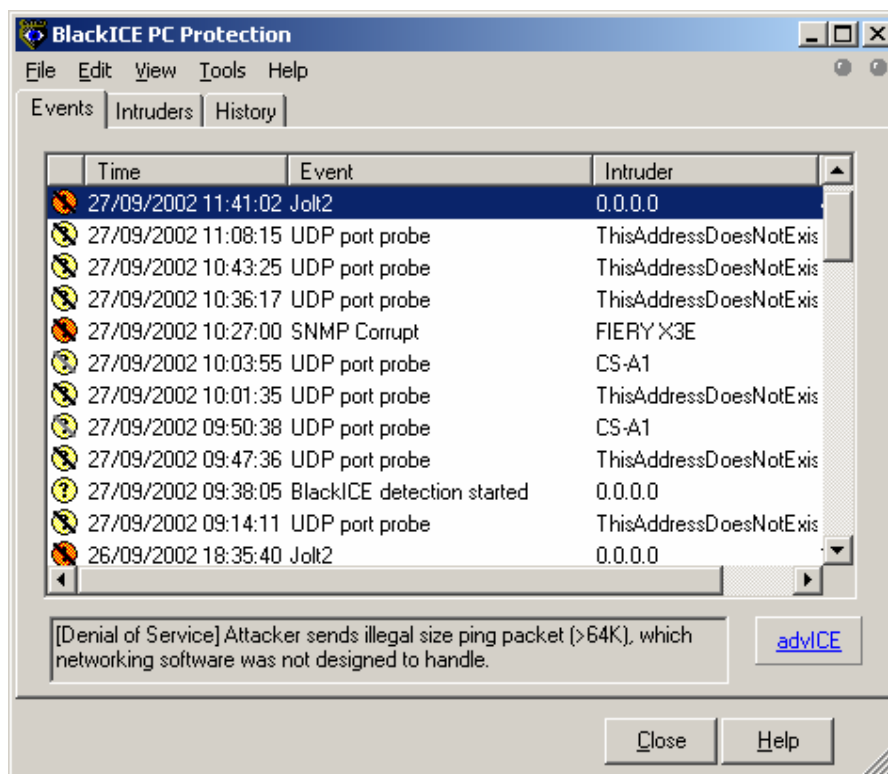 BlackICE PC Protection
File Edit View Tools Help
Events Intruders History
Time Event Intruder
27/09/2002 11:41:02 Jolt2 0.0.0.0
27/09/2002 11:08:15 UDP port probe ThisAddressDoesNotExis
27/09/2002 10:43:25 UDP port probe ThisAddressDoesNotExis
27/09/2002 10:36:17 UDP port probe ThisAddressDoesNotExis
27/09/2002 10:27:00 SNMP Corrupt FIERY X3E
27/09/2002 10:03:55 UDP port probe CS-A1
27/09/2002 10:01:35 UDP port probe ThisAddressDoesNotExis
27/09/2002 09:50:38 UDP port probe CS-A1
27/09/2002 09:47:36 UDP port probe ThisAddressDoesNotExis
27/09/2002 09:38:05 BlackICE detection started 0.0.0.0
27/09/2002 09:14:11 UDP port probe ThisAddressDoesNotExis
26/09/2002 18:35:40 Jolt2 0.0.0.0
[Denial of Service] Attacker sends illegal size ping packet (>64K), which
networking software was not designed to handle.
advICE
Close Help